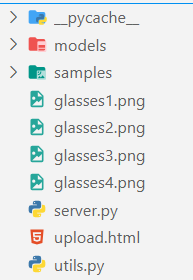 __pycache__
models
samples
glasses1.png
glasses2.png
glasses3.png
glasses4.png
server.py
upload.html
utils.py